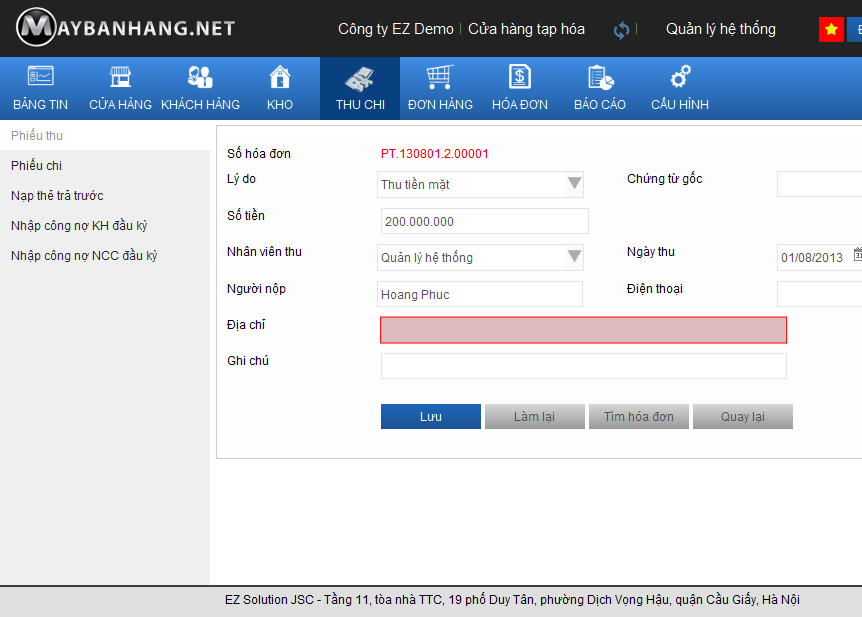 MAYBANHANG.NET
Công ty EZ Demo | Cửa hàng tạp hóa | Quản lý hệ thống
BẢNG TIN CỬA HÀNG KHÁCH HÀNG KHO THU CHI ĐƠN HÀNG HÓA ĐƠN BÁO CÁO CẤU HÌNH
Phiếu thu
Phiếu chi
Nạp thẻ trả trước
Nhập công nợ KH đầu kỳ
Nhập công nợ NCC đầu kỳ
Số hóa đơn PT.130801.2.00001
Lý do Thu tiền mặt Chứng từ gốc
Số tiền 200.000.000
Nhân viên thu Quản lý hệ thống Ngày thu 01/08/2013
Người nộp Hoang Phuc Điện thoại
Địa chỉ
Ghi chú
Lưu Làm lại Tìm hóa đơn Quay lại
EZ Solution JSC - Tầng 11, tòa nhà TTC, 19 phố Duy Tân, phường Dịch Vọng Hậu, quận Cầu Giấy, Hà Nội